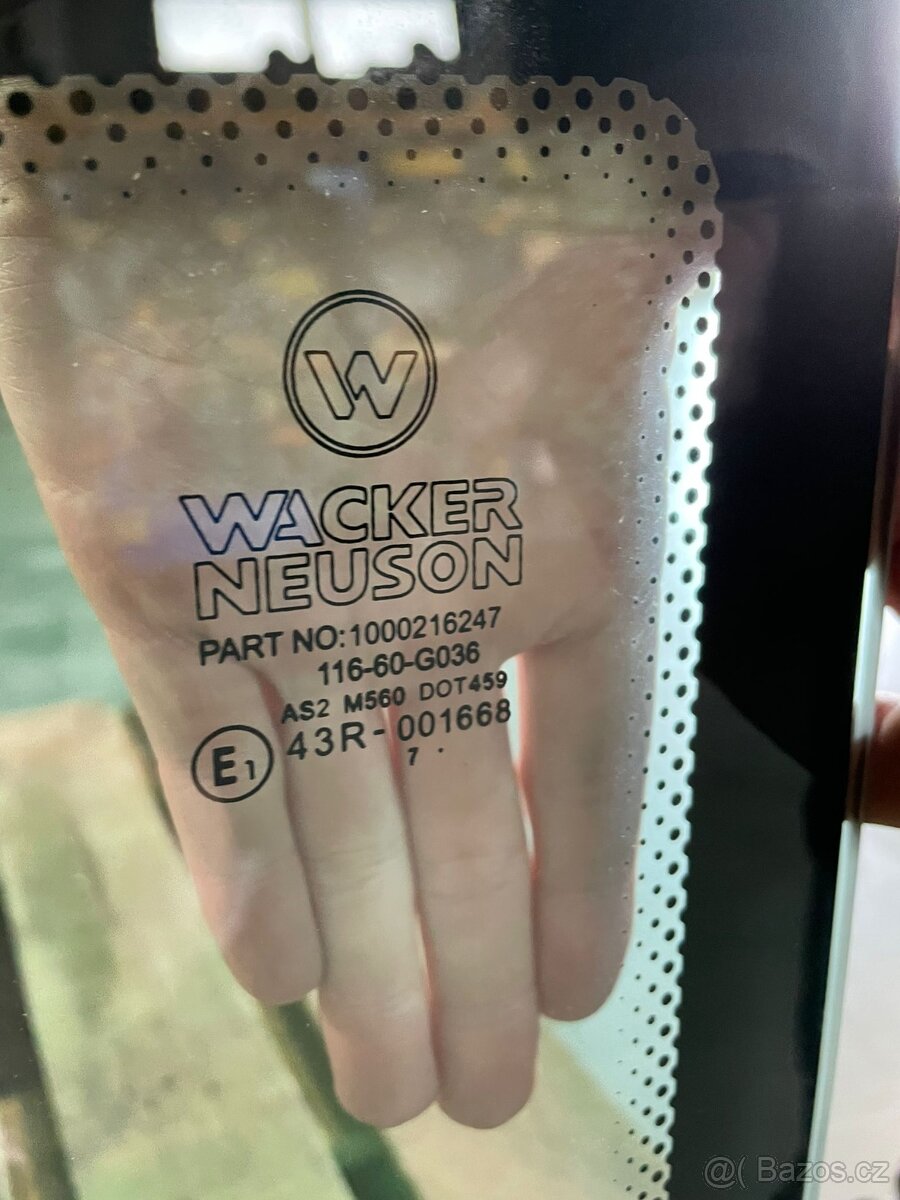 W
WACKER
NEUSON
PART NO:1000216247
116-60-G036
AS2 M560 DOT459
E1 43R-001668
7 .
@( Bazos.cz